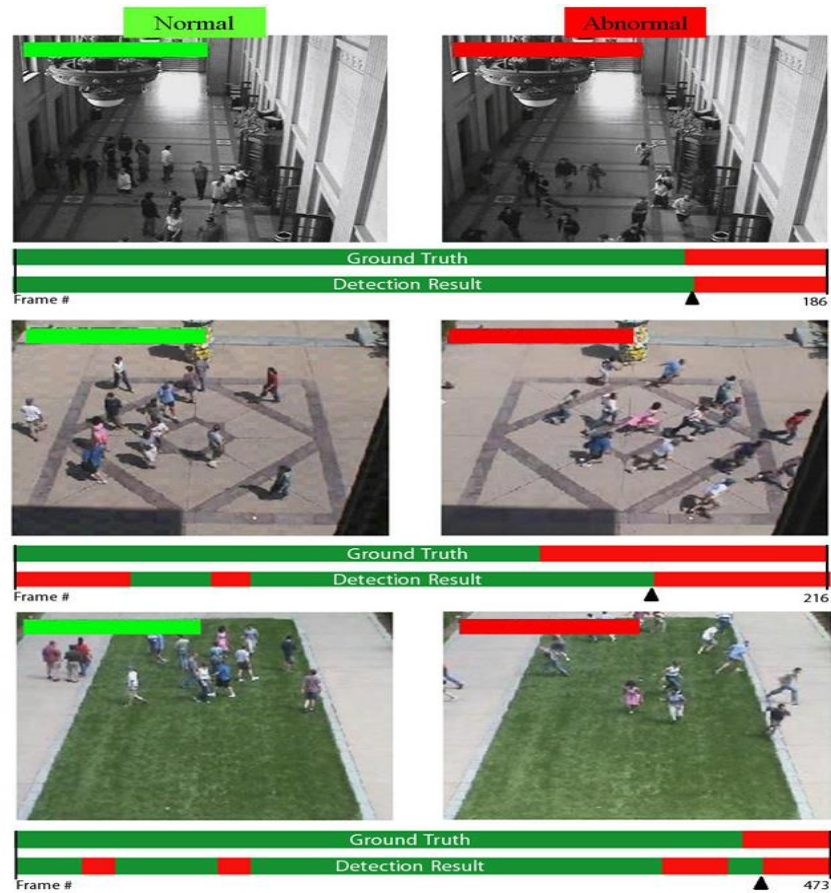 Normal
Abnormal
Ground Truth
Detection Result
Frame # 186
Ground Truth
Detection Result
Frame # 216
Ground Truth
Detection Result
Frame # 473